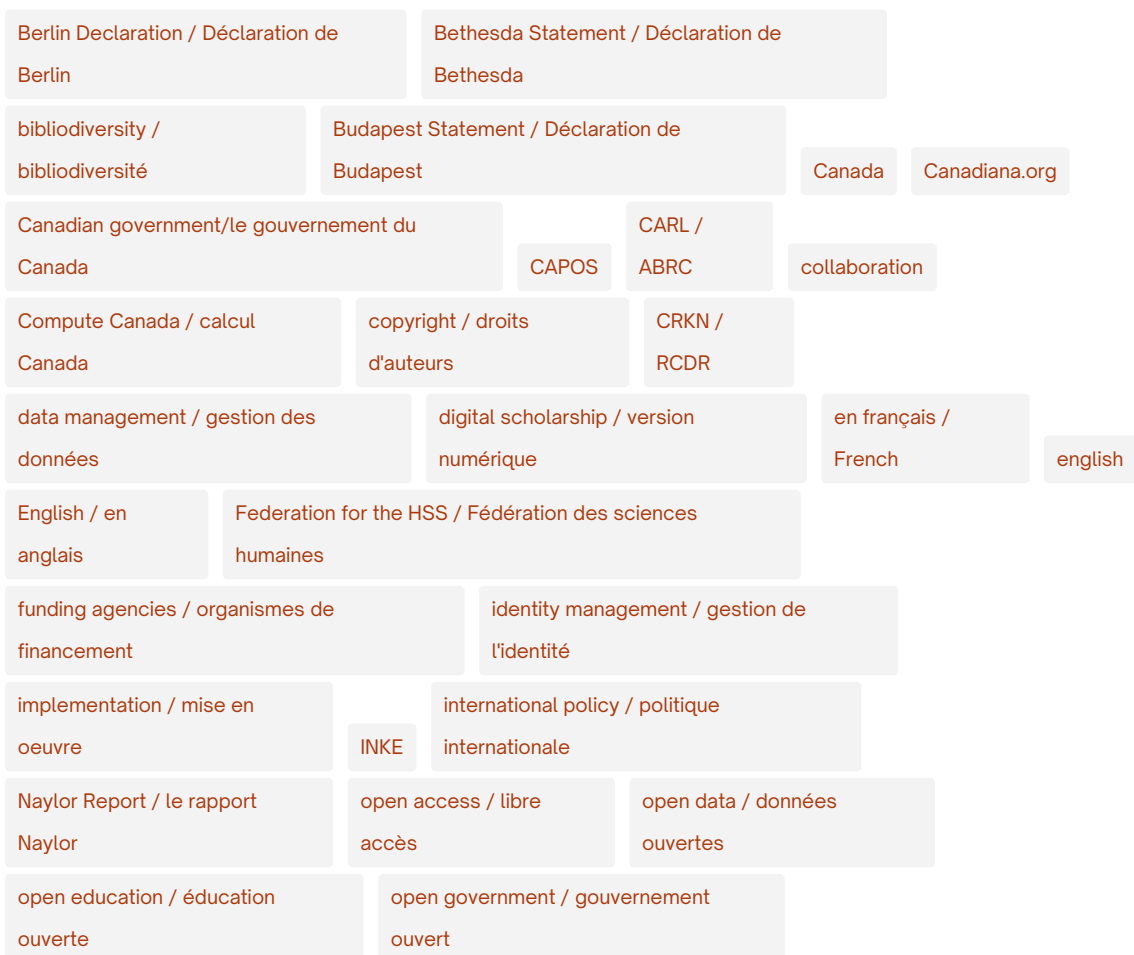 Berlin Declaration / Déclaration de
Berlin
Bethesda Statement / Déclaration de
Bethesda
bibliodiversity /
bibliodiversité
Budapest Statement / Déclaration de
Budapest
Canada
Canadiana.org
Canadian government/le gouvernement du
Canada
CAPOS
CARL /
ABRC
collaboration
Compute Canada / calcul
Canada
copyright / droits
d'auteurs
CRKN /
RCDR
data management / gestion des
données
digital scholarship / version
numérique
en français /
French
english
English / en
anglais
Federation for the HSS / Fédération des sciences
humaines
funding agencies / organismes de
financement
identity management / gestion de
l'identité
implementation / mise en
oeuvre
INKE
international policy / politique
internationale
Naylor Report / le rapport
Naylor
open access / libre
accès
open data / données
ouvertes
open education / éducation
ouverte
open government / gouvernement
ouvert